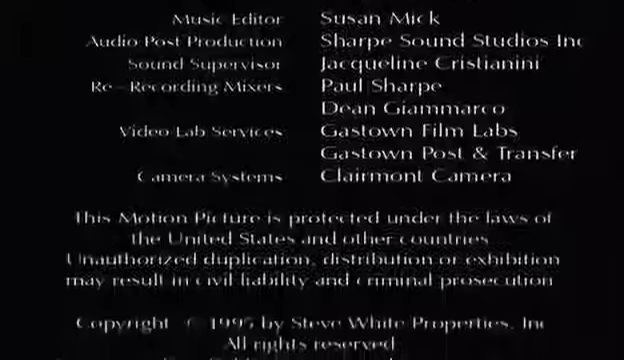 Music Editor Susan Mick
Audio Post Production Sharpe Sound Studios Inc
Sound Supervisor Jacqueline Cristianini
Re-Recording Mixers Paul Sharpe
Dean Giammarco
Video Lab Services Gastown Film Labs
Gastown Post & Transfer
Camera Systems Clairmont Camera
This Motion Picture is protected under the laws of
the United States and other countries
Unauthorized duplication, distribution or exhibition
may result in civil liability and criminal prosecution
Copyright © 1995 by Steve White Properties, Inc
All rights reserved